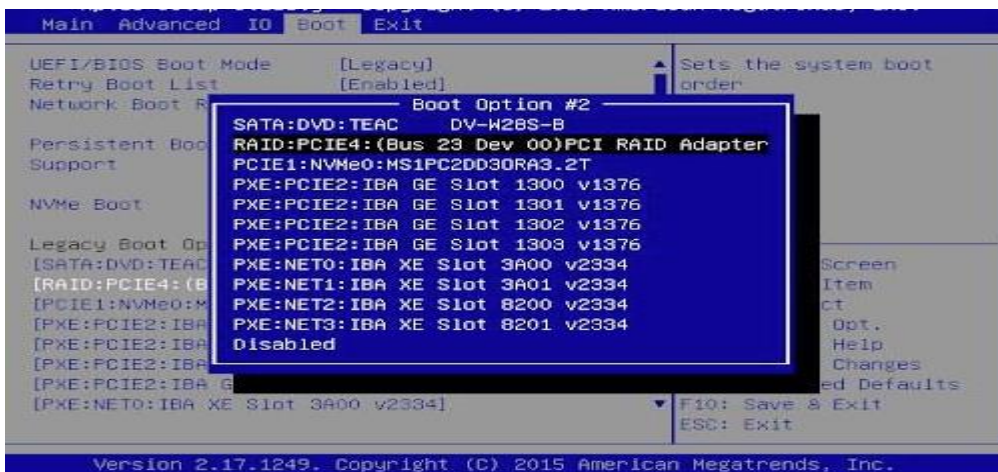 Main Advanced IO Boot Exit
UEFI/BIOS Boot Mode [Legacy]
Retry Boot List [Enabled]
Network Boot R
Persistent Boo
Support
NVMe Boot
Legacy Boot Op
[SATA:DVD:TEAC
[RAID:PCIE4:(B
[PCIE1:NVMe0:M
[PXE:PCIE2:IBA
[PXE:PCIE2:IBA
[PXE:PCIE2:IBA
[PXE:PCIE2:IBA G
[PXE:NET0:IBA XE Slot 3A00 v2334]
Boot Option #2
SATA:DVD:TEAC DV-W28S-B
RAID:PCIE4:(Bus 23 Dev 00)PCI RAID Adapter
PCIE1:NVMe0:MS1PC2DD3ORA3.2T
PXE:PCIE2:IBA GE Slot 1300 v1376
PXE:PCIE2:IBA GE Slot 1301 v1376
PXE:PCIE2:IBA GE Slot 1302 v1376
PXE:PCIE2:IBA GE Slot 1303 v1376
PXE:NET0:IBA XE Slot 3A00 v2334
PXE:NET1:IBA XE Slot 3A01 v2334
PXE:NET2:IBA XE Slot 8200 v2334
PXE:NET3:IBA XE Slot 8201 v2334
Disabled
Sets the system boot
order
Screen
Item
ct
Opt.
Help
Changes
ed Defaults
F10: Save & Exit
ESC: Exit
Version 2.17.1249. Copyright (C) 2015 American Megatrends, Inc.